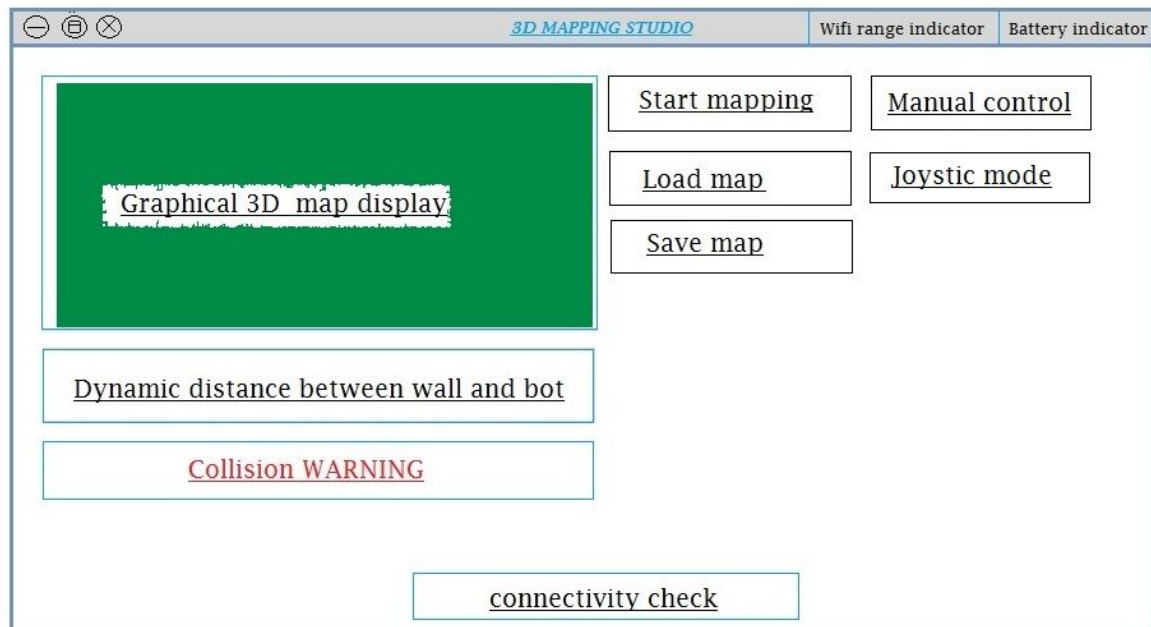 3D MAPPING STUDIO
Wifi range indicator
Battery indicator
Graphical 3D map display
Start mapping
Manual control
Load map
Joystic mode
Save map
Dynamic distance between wall and bot
Collision WARNING
connectivity check